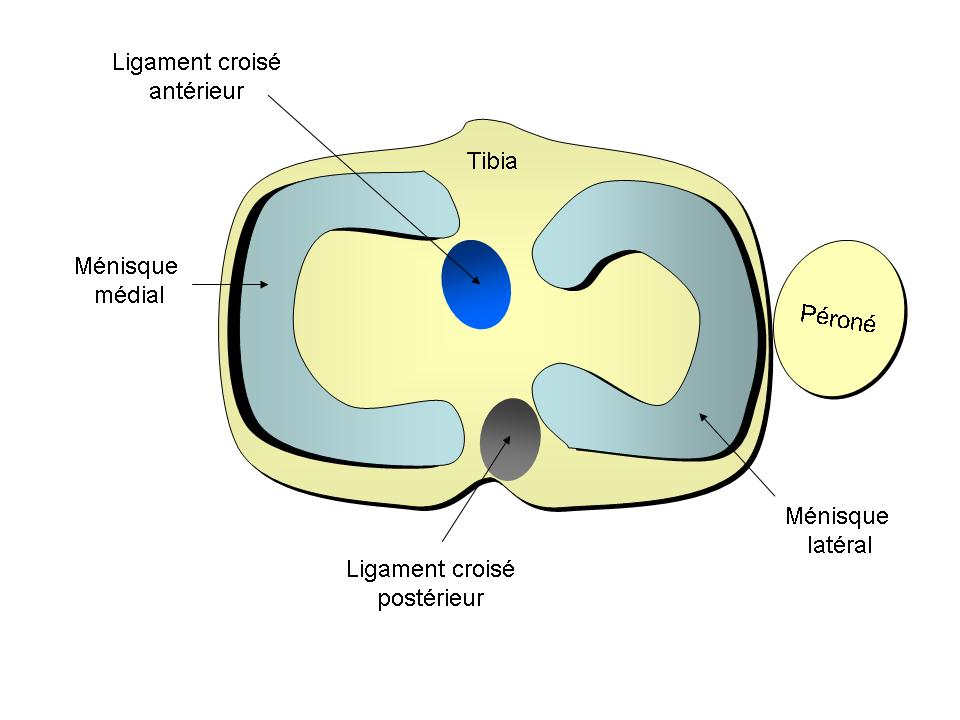 Ligament croisé
antérieur
Tibia
Ménisque
médial
Péroné
Ménisque
latéral
Ligament croisé
postérieur